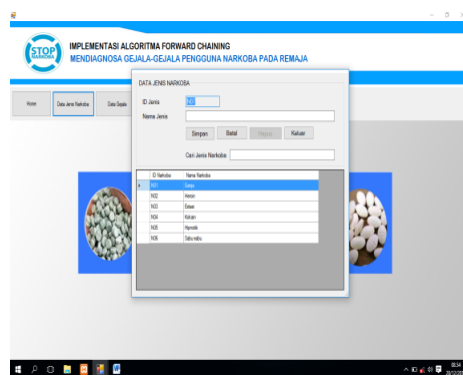 STOP
NARKOBA
IMPLEMENTASI ALGORITMA FORWARD CHAINING
MENDIAGNOSA GEJALA-GEJALA PENGGUNA NARKOBA PADA REMAJA
Home
Data Jenis Narkoba
Data Gejala
DATA JENIS NARKOBA
ID Jenis
N01
Nama Jenis
Simpan Batal Hapus Keluar
Cari Jenis Narkoba
ID Narkoba Nama Narkoba
N01 Ganja
N02
N03
N04 Kokain
N05 Hipnotik
N06 Sabu-sabu